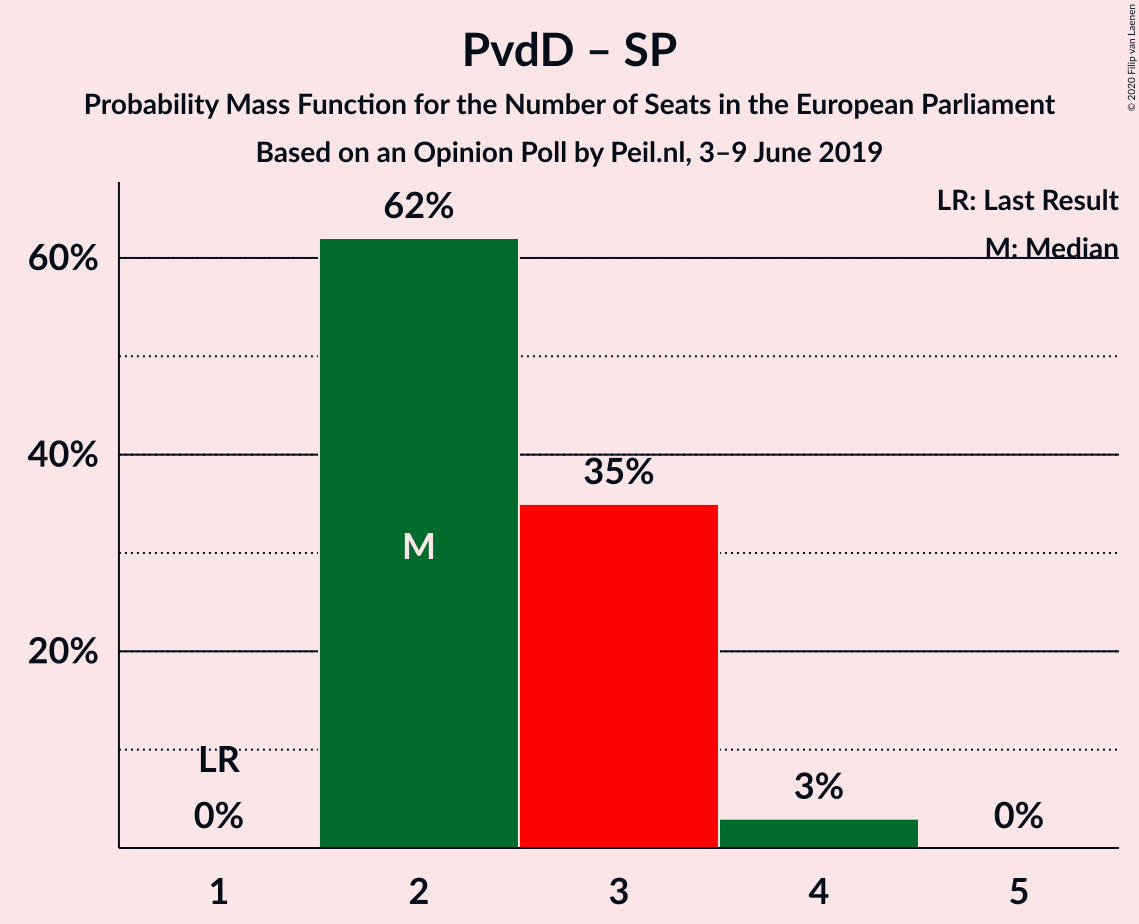 PvdD – SP
Probability Mass Function for the Number of Seats in the European Parliament
Based on an Opinion Poll by Peil.nl, 3–9 June 2019
© 2020 Filip van Laenen
LR: Last Result
M: Median
62%
60%
40%
35%
M
20%
LR
0%
3%
0%
1 2 3 4 5